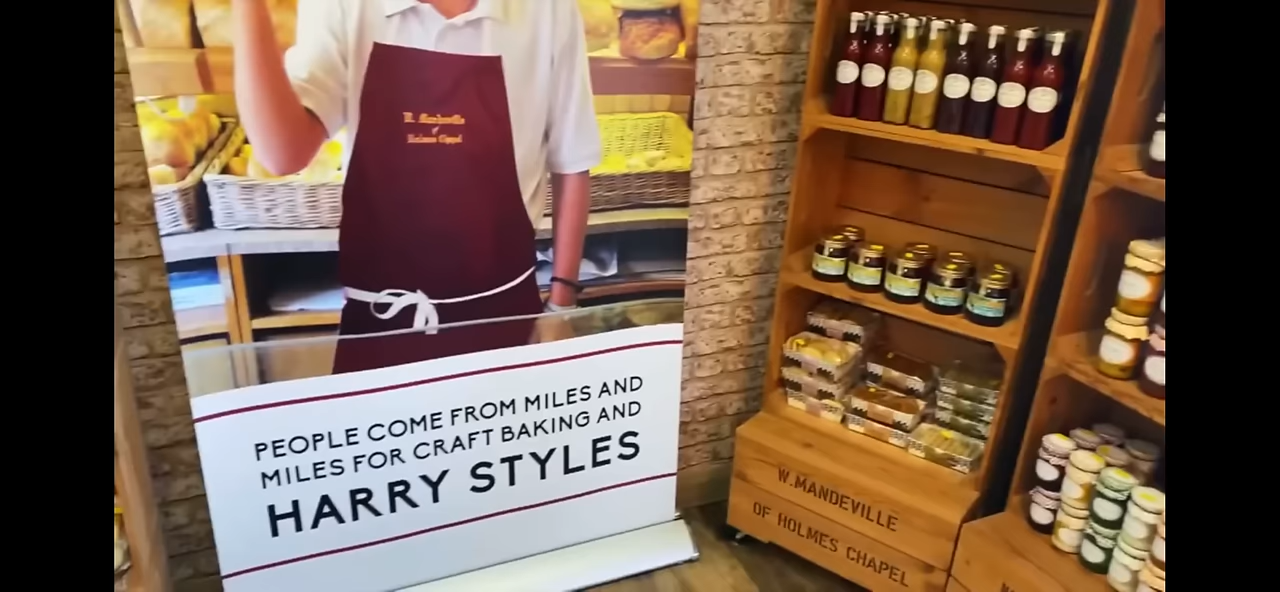 W. Mandeville
of
Holmes Chapel
PEOPLE COME FROM MILES AND
MILES FOR CRAFT BAKING AND
HARRY STYLES
W.MANDEVILLE
OF HOLMES CHAPEL